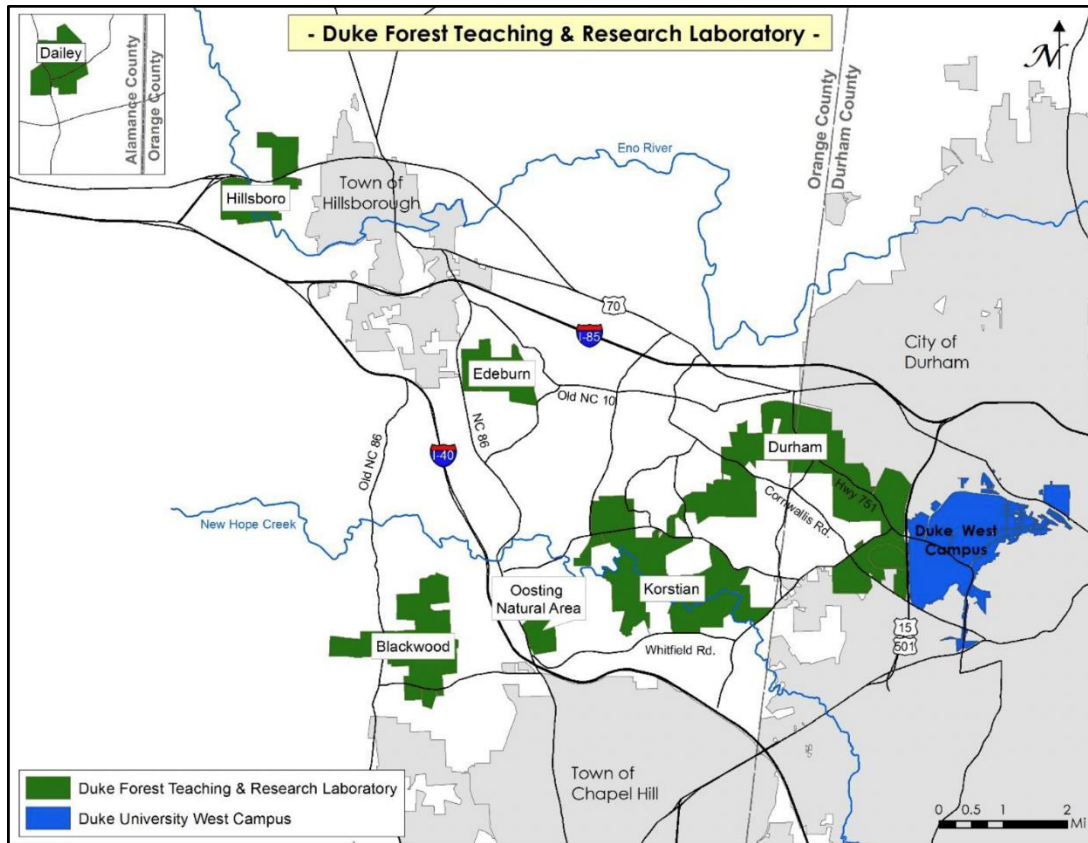 - Duke Forest Teaching & Research Laboratory -
N
Dailey
Alamance County
Orange County
Orange County
Durham County
Eno River
Hillsboro
Town of
Hillsborough
70
I-85
City of
Durham
Edeburn
Old NC 10
NC 86
Old NC 86
I-40
Durham
Hwy 751
Cornwallis Rd.
New Hope Creek
Duke West
Campus
Oosting
Natural Area
Korstian
Blackwood
Whitfield Rd.
15
501
Town of
Chapel Hill
Duke Forest Teaching & Research Laboratory
Duke University West Campus
0 0.5 1 2
Mi